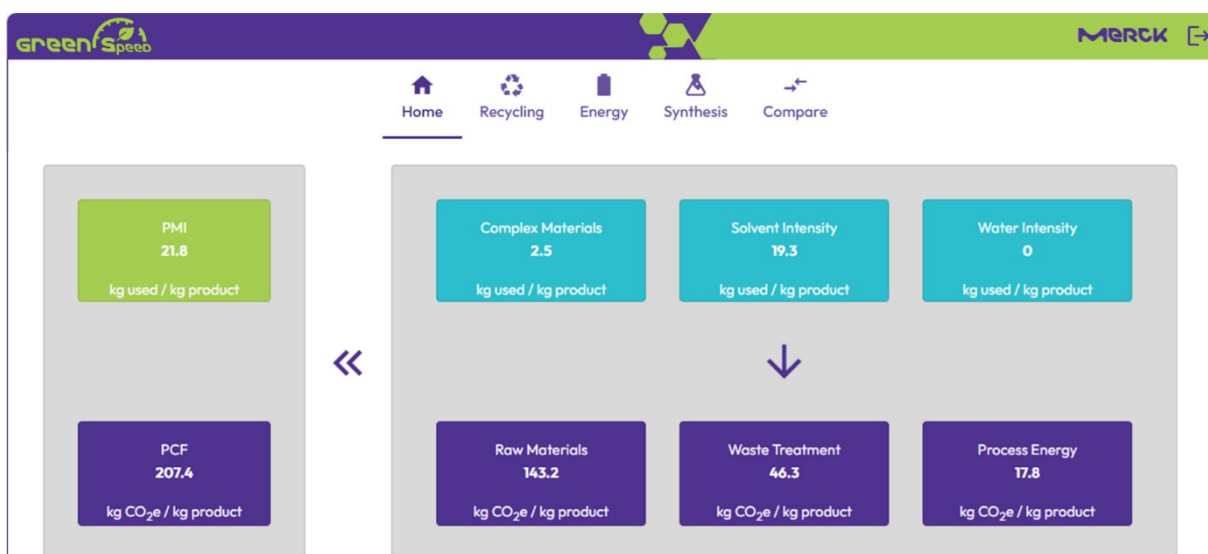 Green Speed
MERCK
Home
Recycling
Energy
Synthesis
Compare
PMI
21.8
kg used / kg product
Complex Materials
2.5
kg used / kg product
Solvent Intensity
19.3
kg used / kg product
Water Intensity
0
kg used / kg product
PCF
207.4
kg CO₂e / kg product
Raw Materials
143.2
kg CO₂e / kg product
Waste Treatment
46.3
kg CO₂e / kg product
Process Energy
17.8
kg CO₂e / kg product